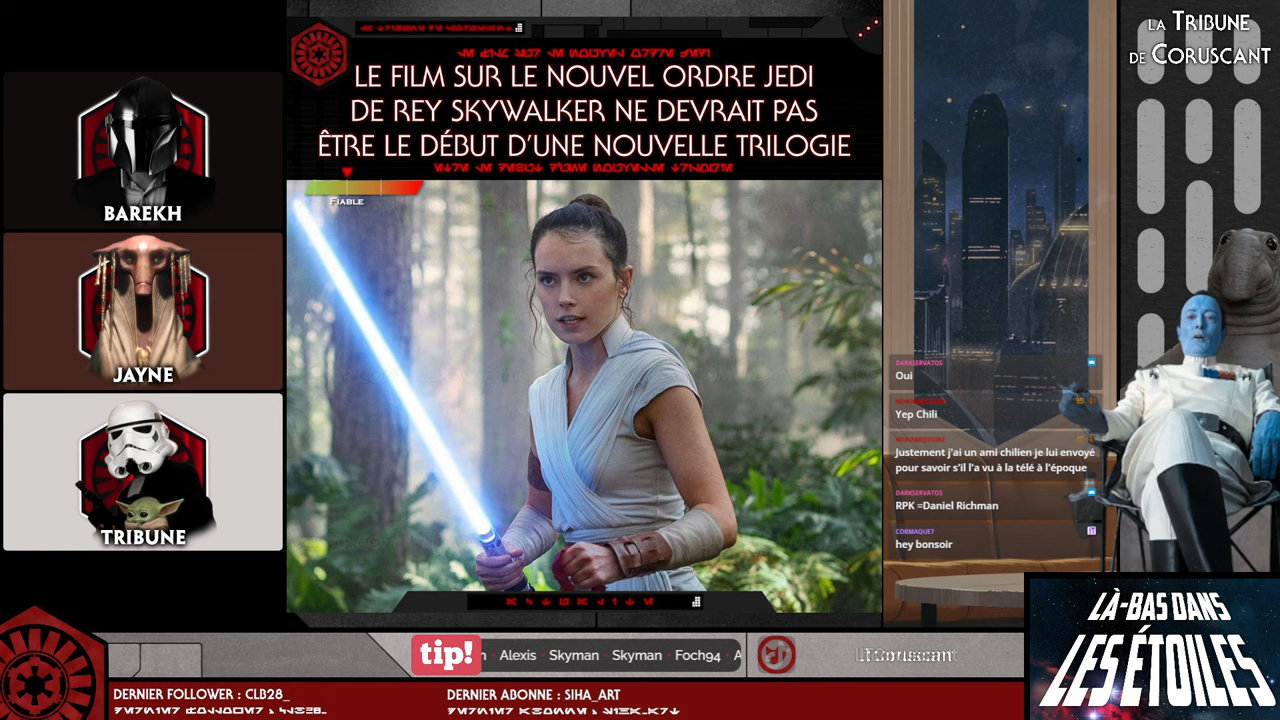 LE FILM SUR LE NOUVEL ORDRE JEDI
DE REY SKYWALKER NE DEVRAIT PAS
ÊTRE LE DÉBUT D'UNE NOUVELLE TRILOGIE
FIABLE
BAREKH
JAYNE
TRIBUNE
LA TRIBUNE
DE CORUSCANT
DARKSERVATOS
Oui
Yep Chili
Justement j'ai un ami chilien je lui envoyé
pour savoir s'il l'a vu à la télé à l'époque
DARKSERVATOS
RPK =Daniel Richman
CORMAQUE7
hey bonsoir
LÀ-BAS DANS
LES ÉTOILES
tip! Alexis • Skyman • Skyman • Foch94 • A
DERNIER FOLLOWER : CLB28_
DERNIER ABONNE : SIHA_ART